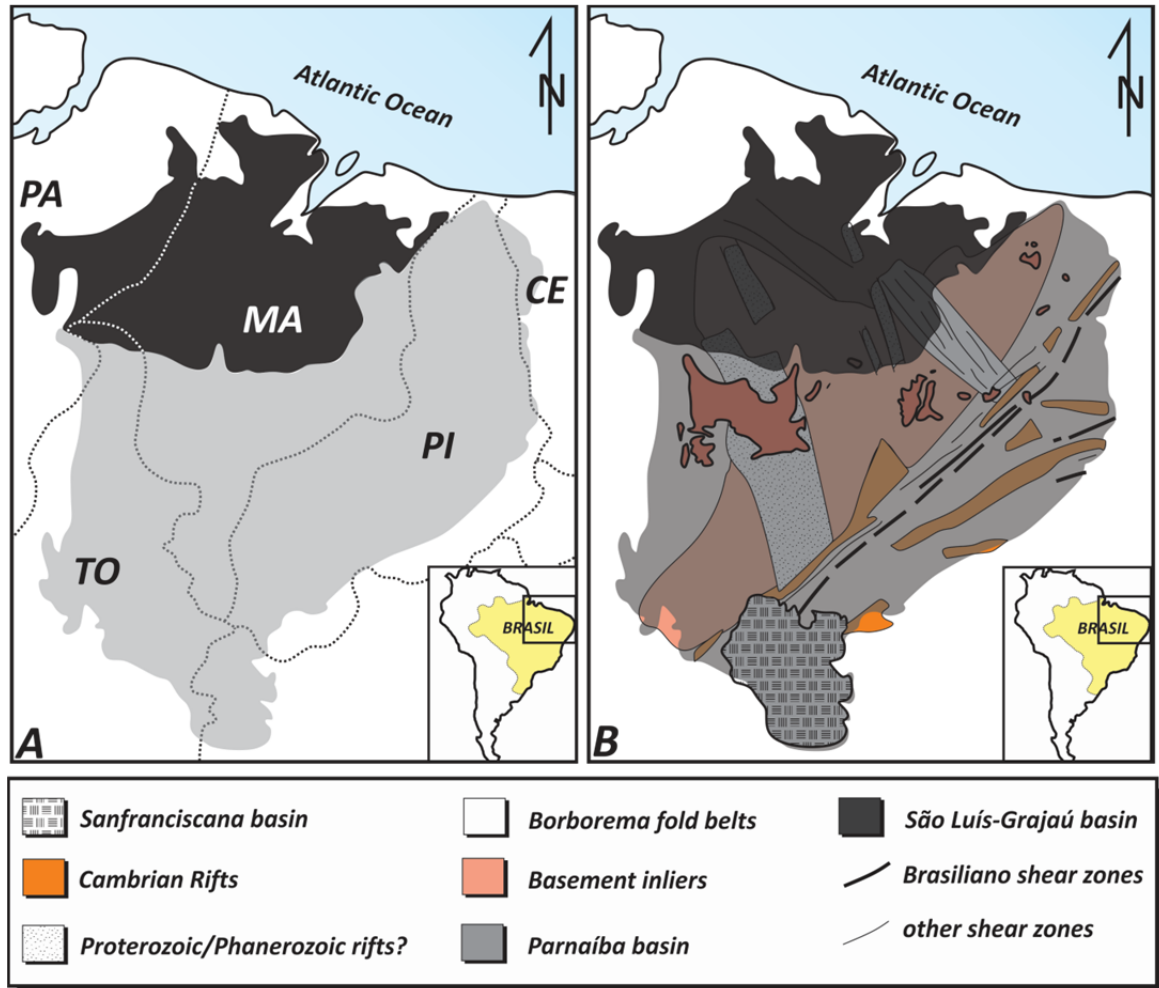 Atlantic Ocean
N
PA
MA
CE
PI
TO
BRASIL
A
Atlantic Ocean
N
BRASIL
B
Sanfranciscana basin
Borborema fold belts
São Luís-Grajaú basin
Cambrian Rifts
Basement inliers
Brasiliano shear zones
Proterozoic/Phanerozoic rifts?
Parnaíba basin
other shear zones